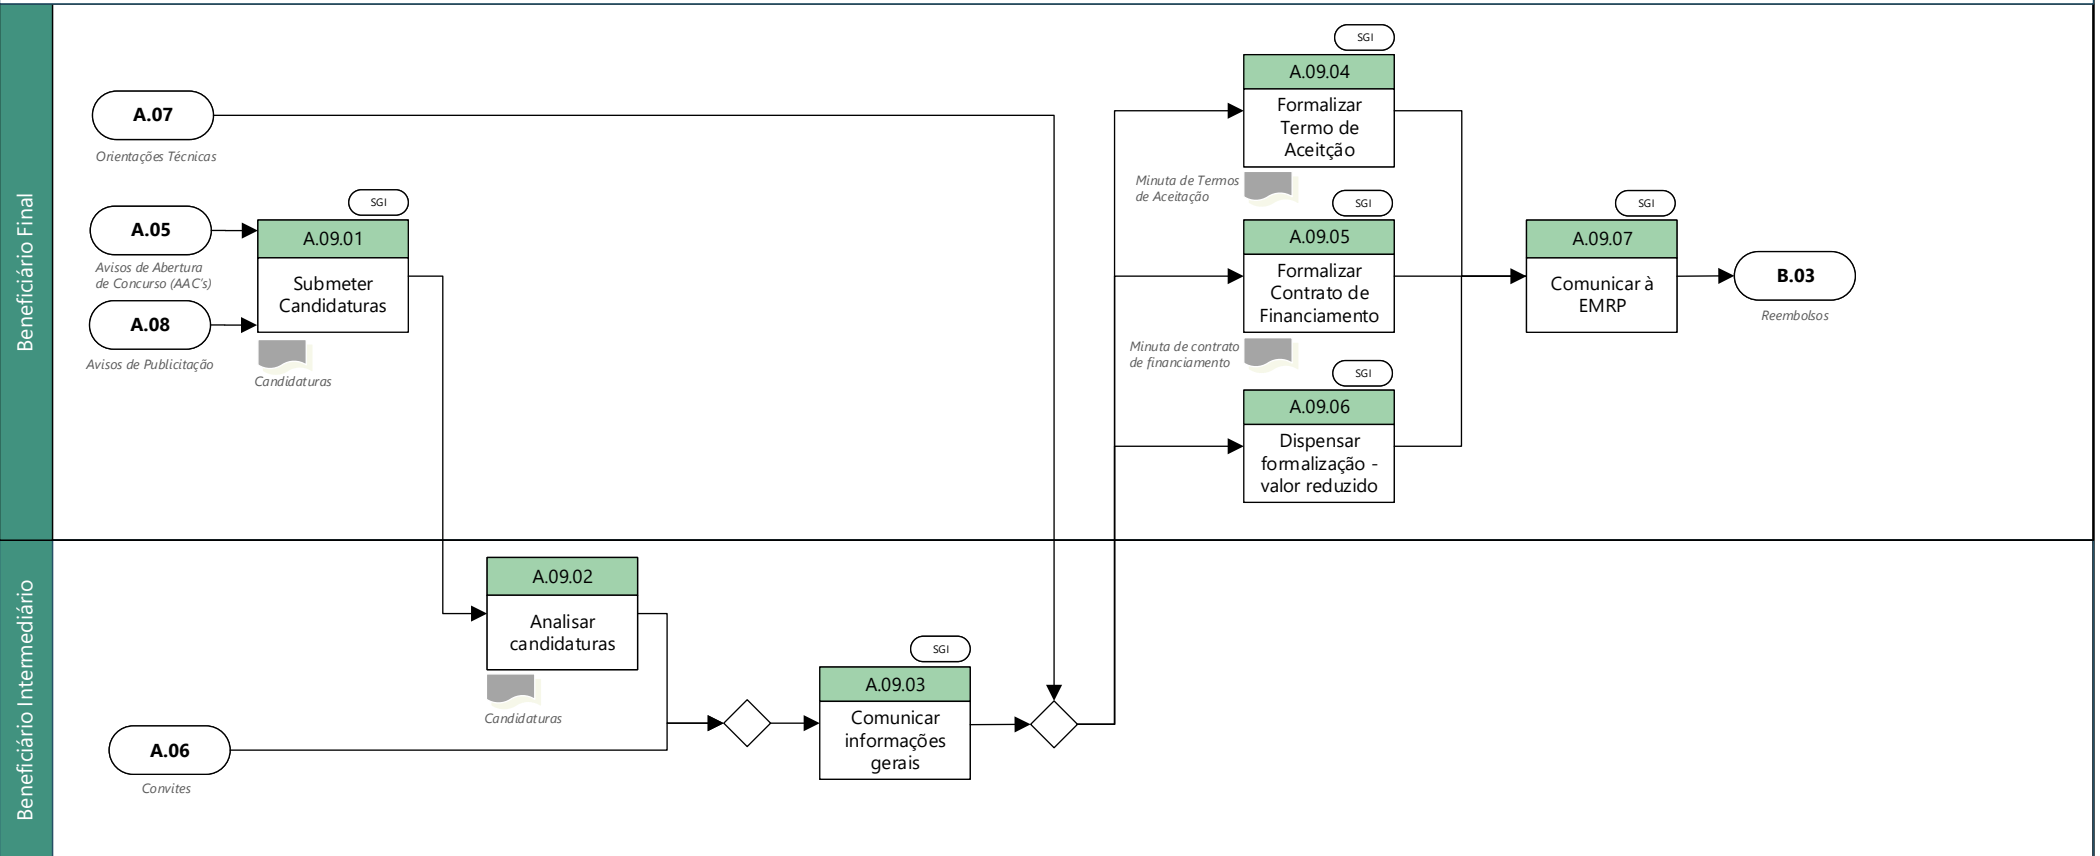 Beneficiário Final
A.07
Orientações Técnicas
A.05
Avisos de Abertura
de Concurso (AAC's)
A.08
Avisos de Publicitação
SGI
A.09.01
Submeter
Candidaturas
Candidaturas
SGI
A.09.04
Formalizar
Termo de
Aceitção
Minuta de Termos
de Aceitação
SGI
A.09.05
Formalizar
Contrato de
Financiamento
Minuta de contrato
de financiamento
SGI
A.09.06
Dispensar
formalização -
valor reduzido
SGI
A.09.07
Comunicar à
EMRP
B.03
Reembolsos
Beneficiário Intermediário
A.09.02
Analisar
candidaturas
Candidaturas
A.06
Convites
SGI
A.09.03
Comunicar
informações
gerais